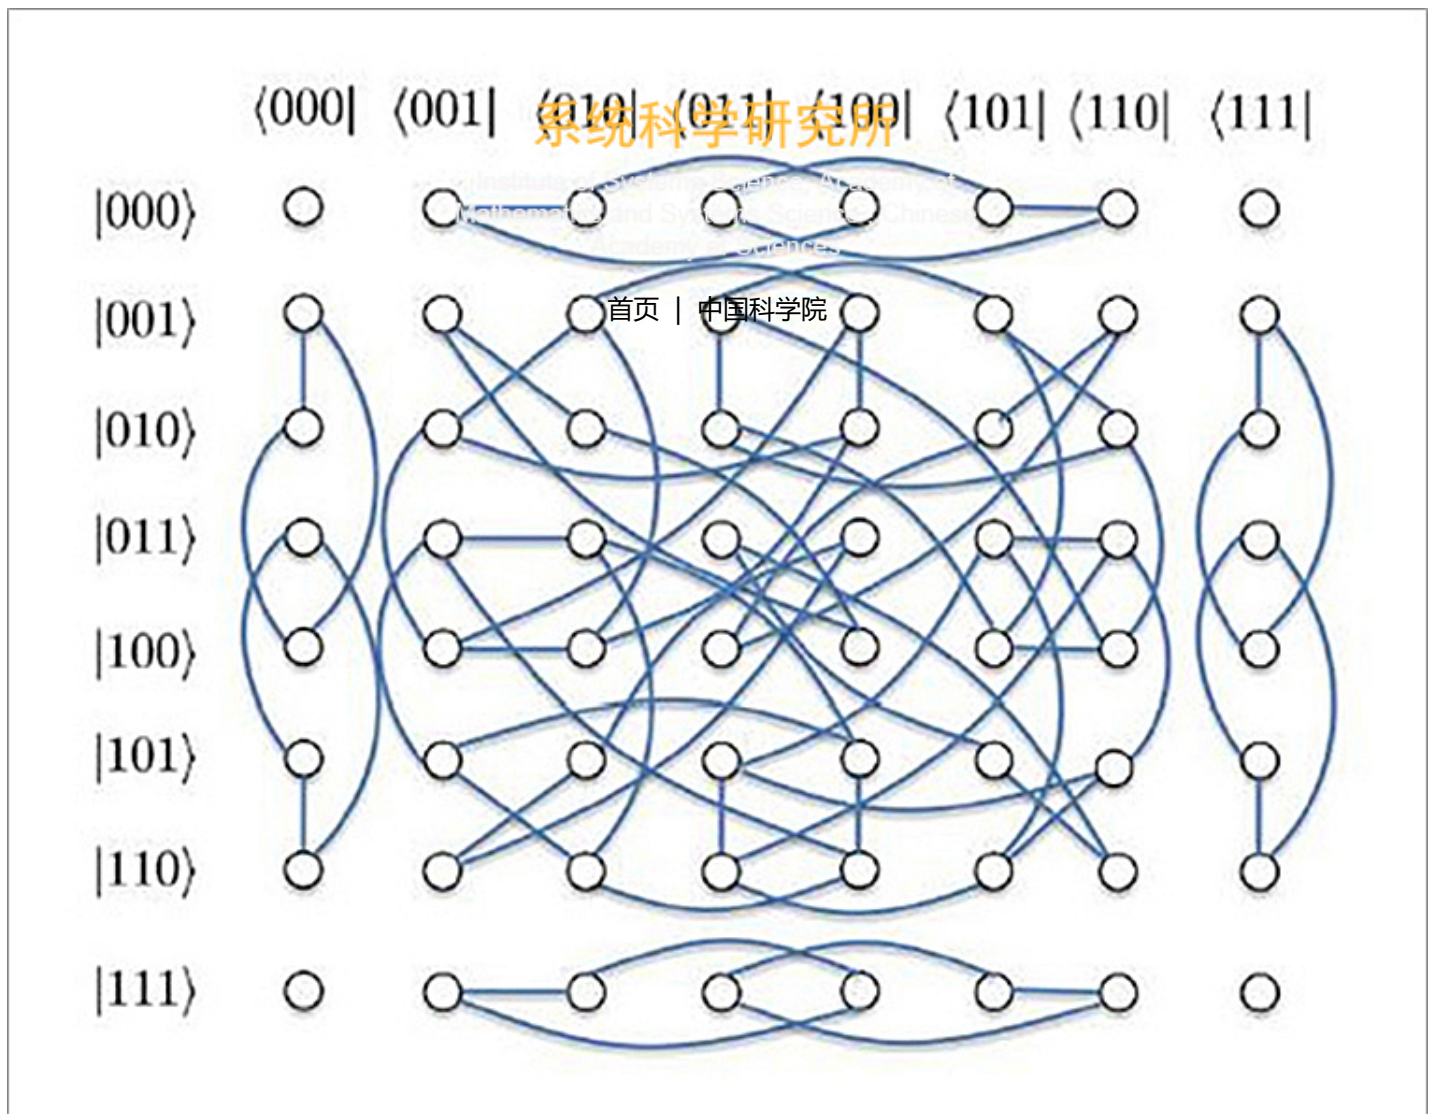 ⟨000| ⟨001| ⟨010| ⟨011| ⟨100| ⟨101| ⟨110| ⟨111|
系统科学研究所
|000⟩
Institute of Systems Science, Academy of
Mathematics and Systems Science, Chinese
Academy of Sciences
|001⟩
首页 | 中国科学院
|010⟩
|011⟩
|100⟩
|101⟩
|110⟩
|111⟩